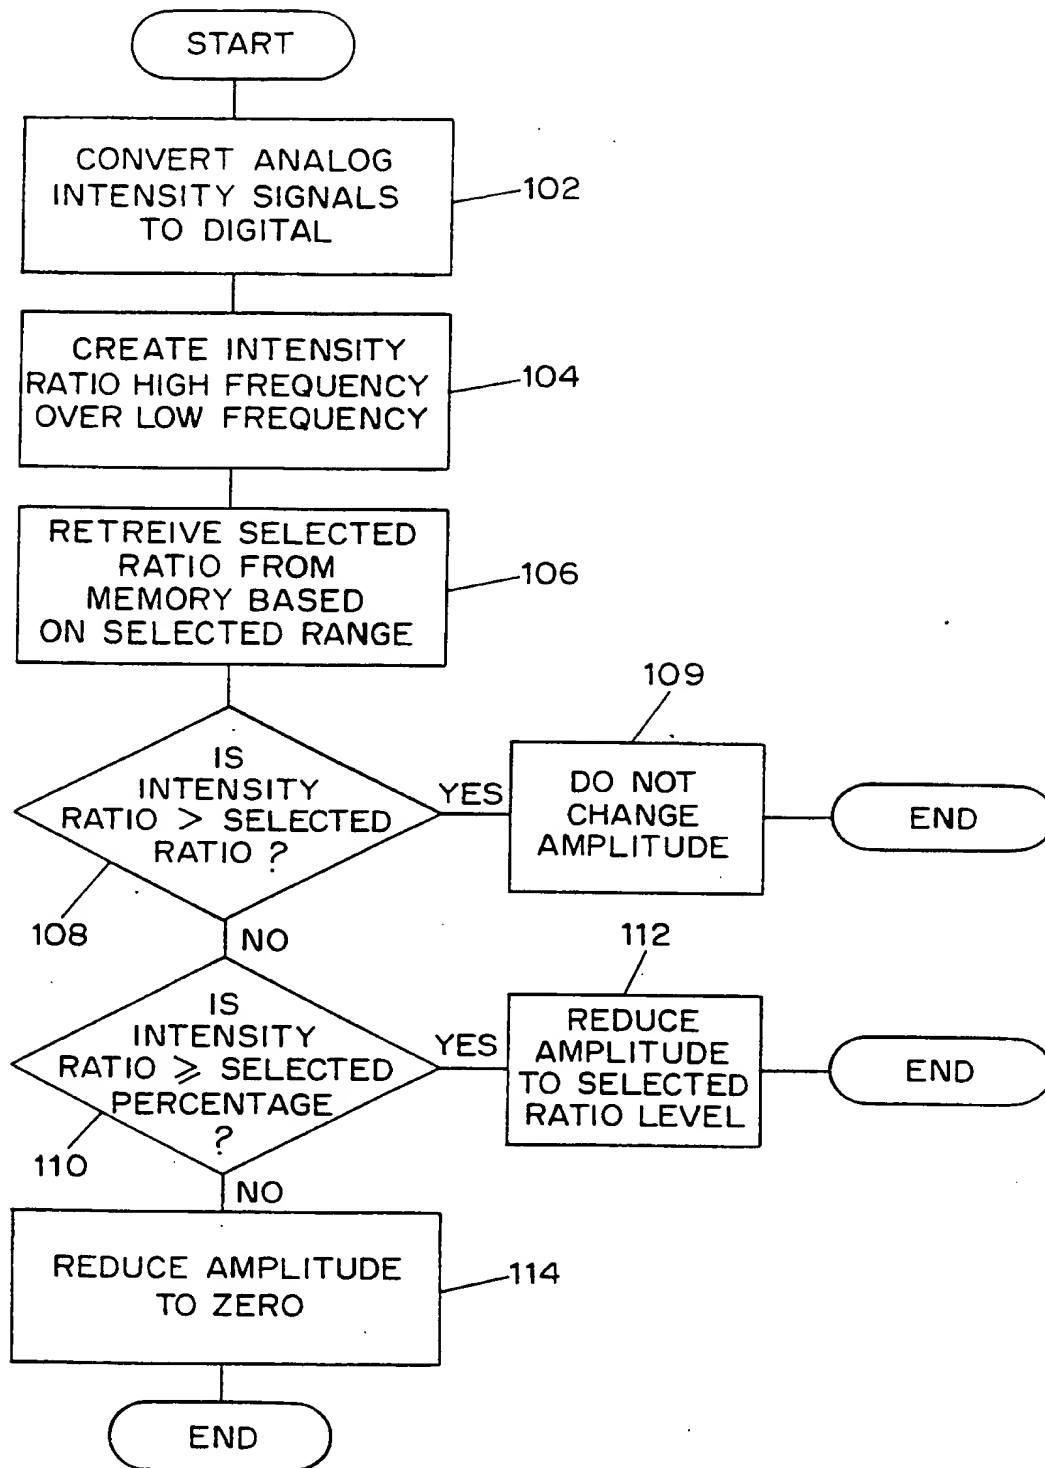 START
CONVERT ANALOG
INTENSITY SIGNALS
TO DIGITAL
102
CREATE INTENSITY
RATIO HIGH FREQUENCY
OVER LOW FREQUENCY
104
RETREIVE SELECTED
RATIO FROM
MEMORY BASED
ON SELECTED RANGE
106
IS
INTENSITY
RATIO > SELECTED
RATIO ?
108
YES
109
DO NOT
CHANGE
AMPLITUDE
END
NO
IS
INTENSITY
RATIO ⩾ SELECTED
PERCENTAGE
?
110
YES
112
REDUCE
AMPLITUDE
TO SELECTED
RATIO LEVEL
END
NO
REDUCE AMPLITUDE
TO ZERO
114
END